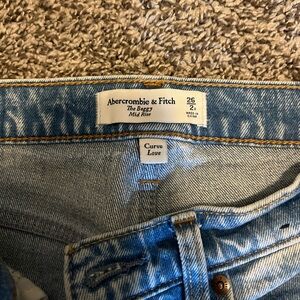 Abercrombie & Fitch
The Baggy
Mid Rise
26
2
Curve
Love